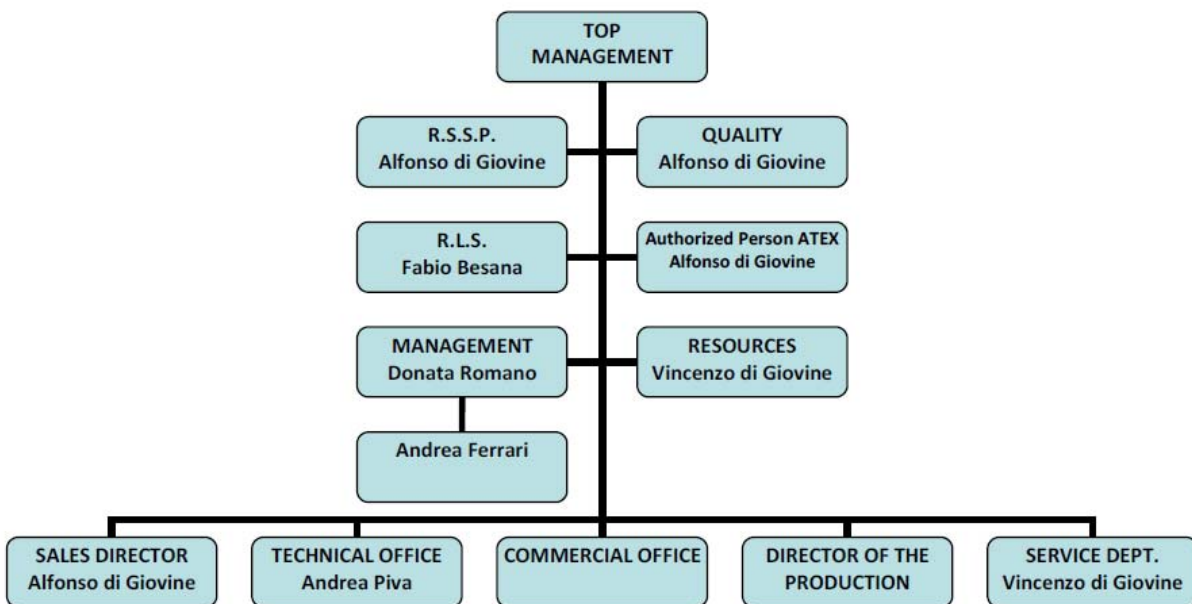 TOP
MANAGEMENT
R.S.S.P.
Alfonso di Giovine
QUALITY
Alfonso di Giovine
R.L.S.
Fabio Besana
Authorized Person ATEX
Alfonso di Giovine
MANAGEMENT
Donata Romano
RESOURCES
Vincenzo di Giovine
Andrea Ferrari
SALES DIRECTOR
Alfonso di Giovine
TECHNICAL OFFICE
Andrea Piva
COMMERCIAL OFFICE
DIRECTOR OF THE
PRODUCTION
SERVICE DEPT.
Vincenzo di Giovine